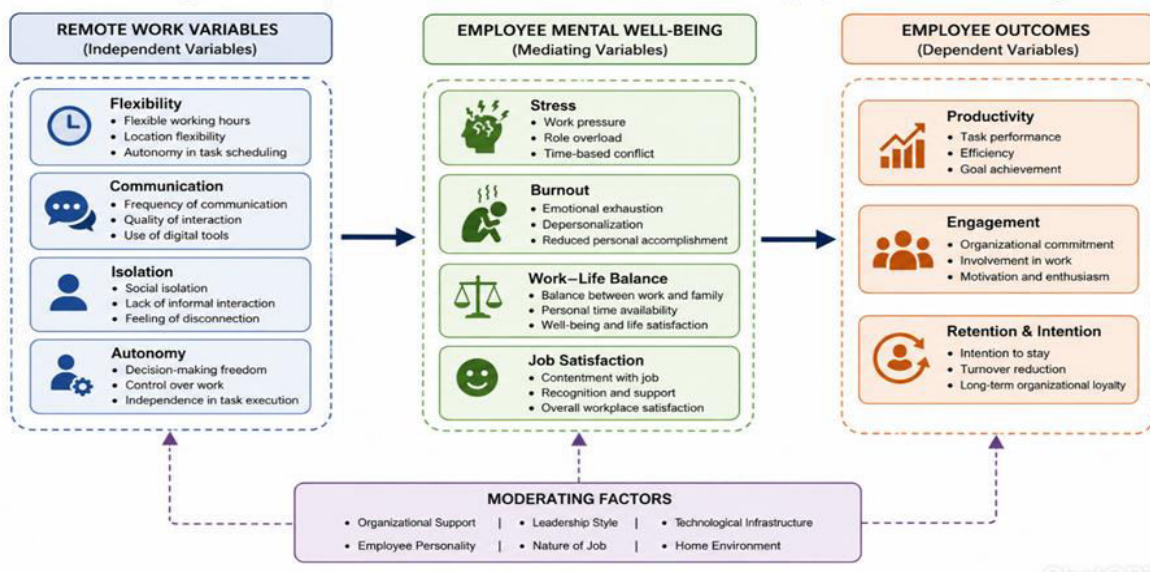 REMOTE WORK VARIABLES
(Independent Variables)
Flexibility
• Flexible working hours
• Location flexibility
• Autonomy in task scheduling
Communication
• Frequency of communication
• Quality of interaction
• Use of digital tools
Isolation
• Social isolation
• Lack of informal interaction
• Feeling of disconnection
Autonomy
• Decision-making freedom
• Control over work
• Independence in task execution
EMPLOYEE MENTAL WELL-BEING
(Mediating Variables)
Stress
• Work pressure
• Role overload
• Time-based conflict
Burnout
• Emotional exhaustion
• Depersonalization
• Reduced personal accomplishment
Work–Life Balance
• Balance between work and family
• Personal time availability
• Well-being and life satisfaction
Job Satisfaction
• Contentment with job
• Recognition and support
• Overall workplace satisfaction
EMPLOYEE OUTCOMES
(Dependent Variables)
Productivity
• Task performance
• Efficiency
• Goal achievement
Engagement
• Organizational commitment
• Involvement in work
• Motivation and enthusiasm
Retention & Intention
• Intention to stay
• Turnover reduction
• Long-term organizational loyalty
MODERATING FACTORS
• Organizational Support | • Leadership Style | • Technological Infrastructure
• Employee Personality | • Nature of Job | • Home Environment